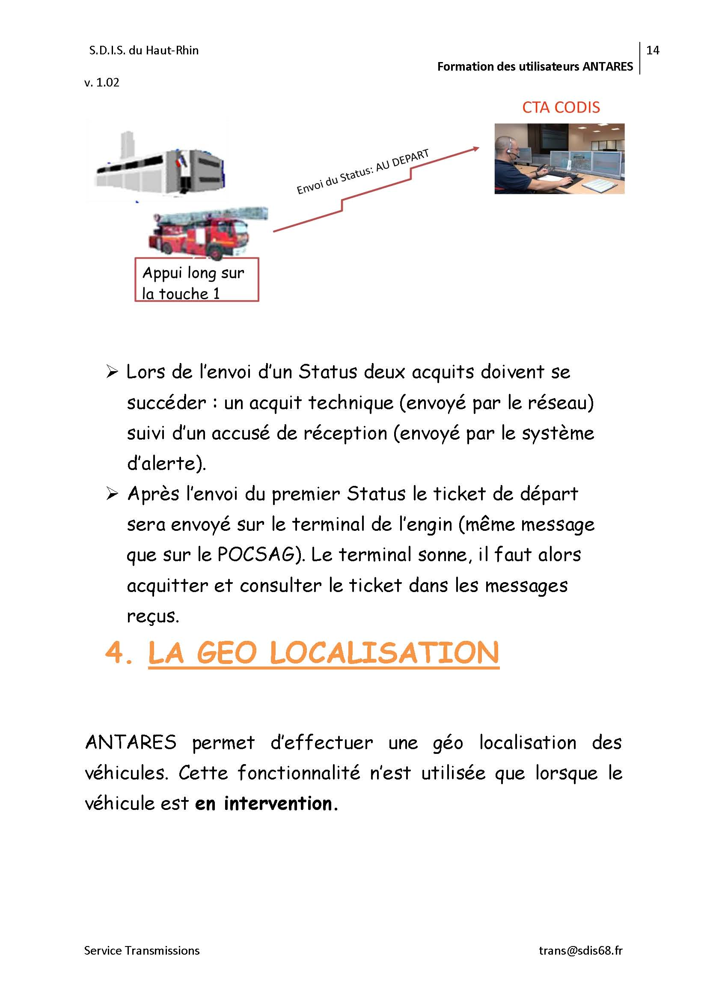 S.D.I.S. du Haut-Rhin
14
Formation des utilisateurs ANTARES
v. 1.02
CTA CODIS
Envoi du Status: AU DEPART
Appui long sur
la touche 1
➢ Lors de l’envoi d’un Status deux acquits doivent se
succéder : un acquit technique (envoyé par le réseau)
suivi d’un accusé de réception (envoyé par le système
d’alerte).
➢ Après l’envoi du premier Status le ticket de départ
sera envoyé sur le terminal de l’engin (même message
que sur le POCSAG). Le terminal sonne, il faut alors
acquitter et consulter le ticket dans les messages
reçus.
4. LA GEO LOCALISATION
ANTARES permet d’effectuer une géo localisation des
véhicules. Cette fonctionnalité n’est utilisée que lorsque le
véhicule est en intervention.
Service Transmissions
trans@sdis68.fr